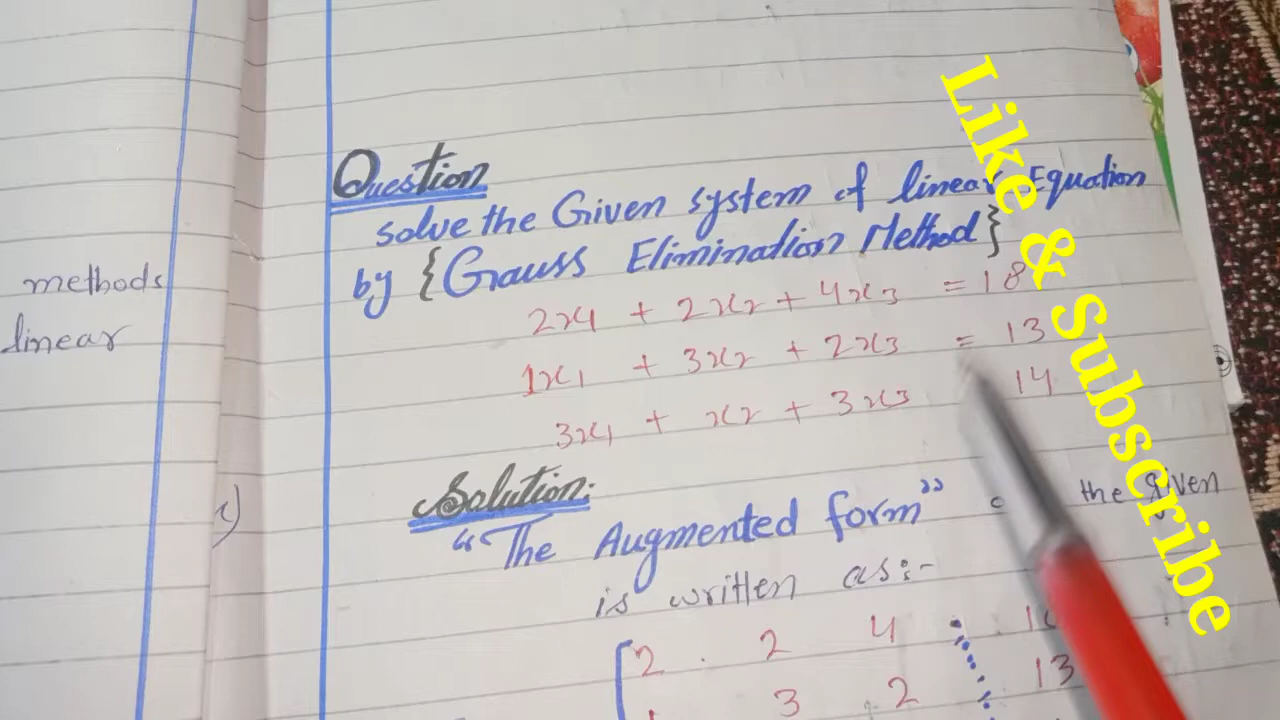 methods
linear
Question
solve the Given system of linear Equation
by {Grauss Elimination Method}
2x1 + 2x2 + 4x3 = 18
1x1 + 3x2 + 2x3 = 13
3x1 + x2 + 3x3 14
Solution:
"The Augmented form" the given
is written as:-
2 2 4
3 2 13
Like & Subscribe